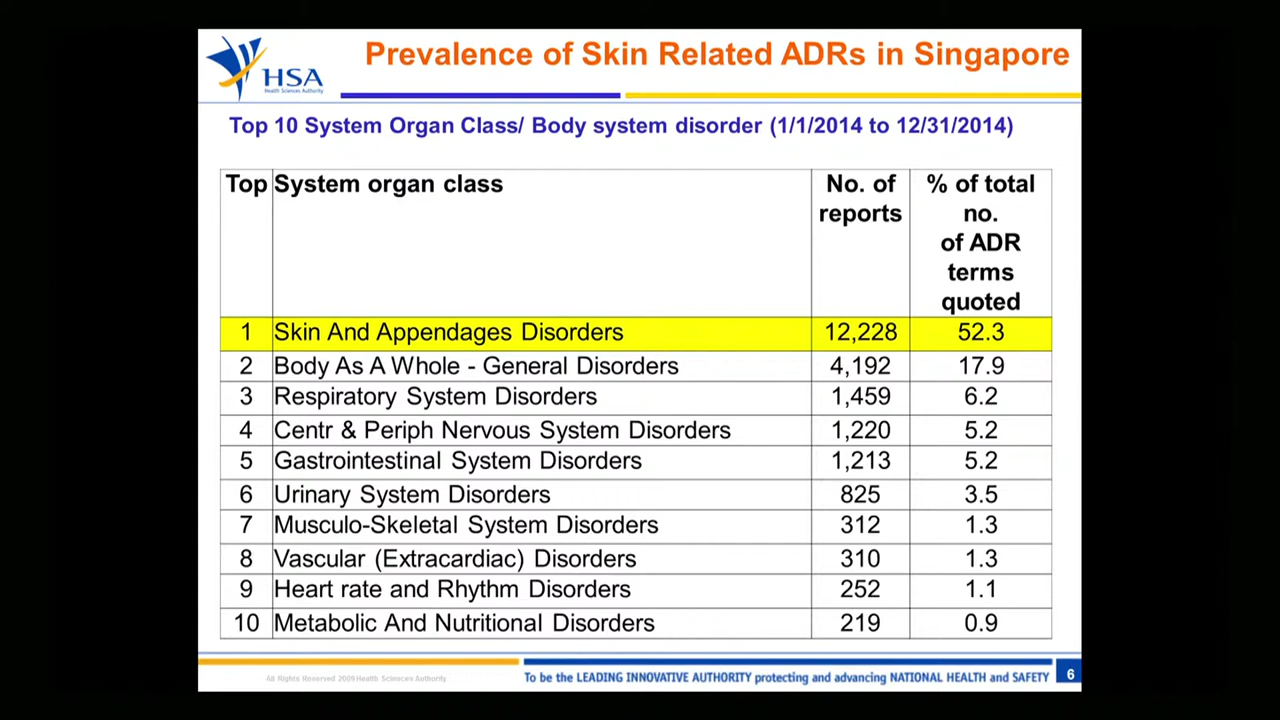 HSA
Health Sciences Authority
Prevalence of Skin Related ADRs in Singapore
Top 10 System Organ Class/ Body system disorder (1/1/2014 to 12/31/2014)
Top System organ class No. of reports % of total no. of ADR terms quoted
1 Skin And Appendages Disorders 12,228 52.3
2 Body As A Whole - General Disorders 4,192 17.9
3 Respiratory System Disorders 1,459 6.2
4 Centr & Periph Nervous System Disorders 1,220 5.2
5 Gastrointestinal System Disorders 1,213 5.2
6 Urinary System Disorders 825 3.5
7 Musculo-Skeletal System Disorders 312 1.3
8 Vascular (Extracardiac) Disorders 310 1.3
9 Heart rate and Rhythm Disorders 252 1.1
10 Metabolic And Nutritional Disorders 219 0.9
All Rights Reserved 2009 Health Sciences Authority
To be the LEADING INNOVATIVE AUTHORITY protecting and advancing NATIONAL HEALTH and SAFETY
6